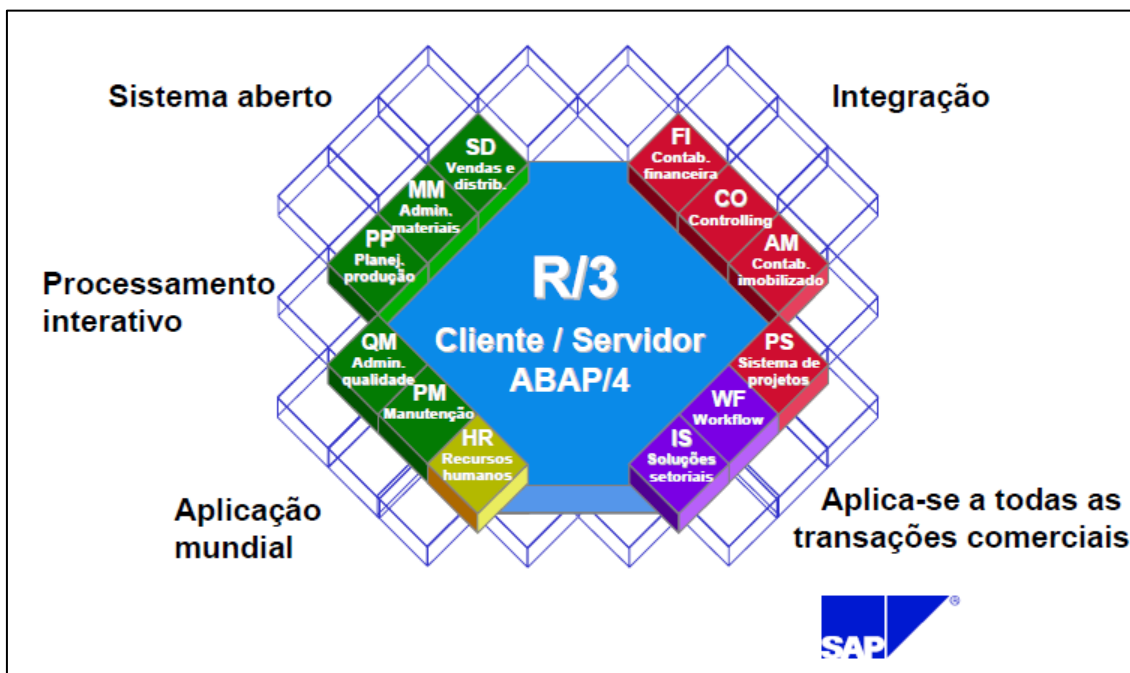 Sistema aberto
Integração
SD
Vendas e
distrib.
MM
Admin.
materiais
PP
Planej.
produção
FI
Contab.
financeira
CO
Controlling
AM
Contab.
imobilizado
Processamento
interativo
R/3
Cliente / Servidor
ABAP/4
QM
Admin.
qualidade
PM
Manutenção
HR
Recursos
humanos
PS
Sistema de
projetos
WF
Workflow
IS
Soluções
setoriais
Aplicação
mundial
Aplica-se a todas as
transações comerciais
SAP®